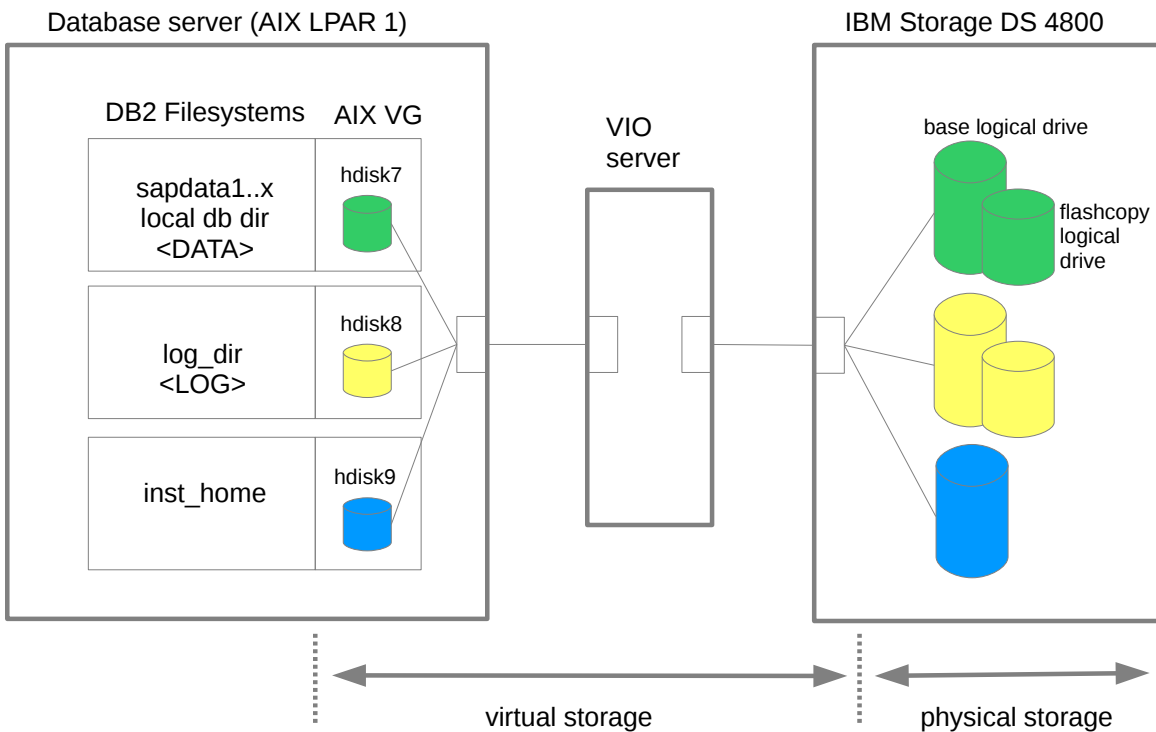 Database server (AIX LPAR 1)
IBM Storage DS 4800
DB2 Filesystems
AIX VG
VIO
server
base logical drive
hdisk7
sapdata1..x
local db dir
<DATA>
flashcopy
logical
drive
hdisk8
log_dir
<LOG>
hdisk9
inst_home
virtual storage
physical storage